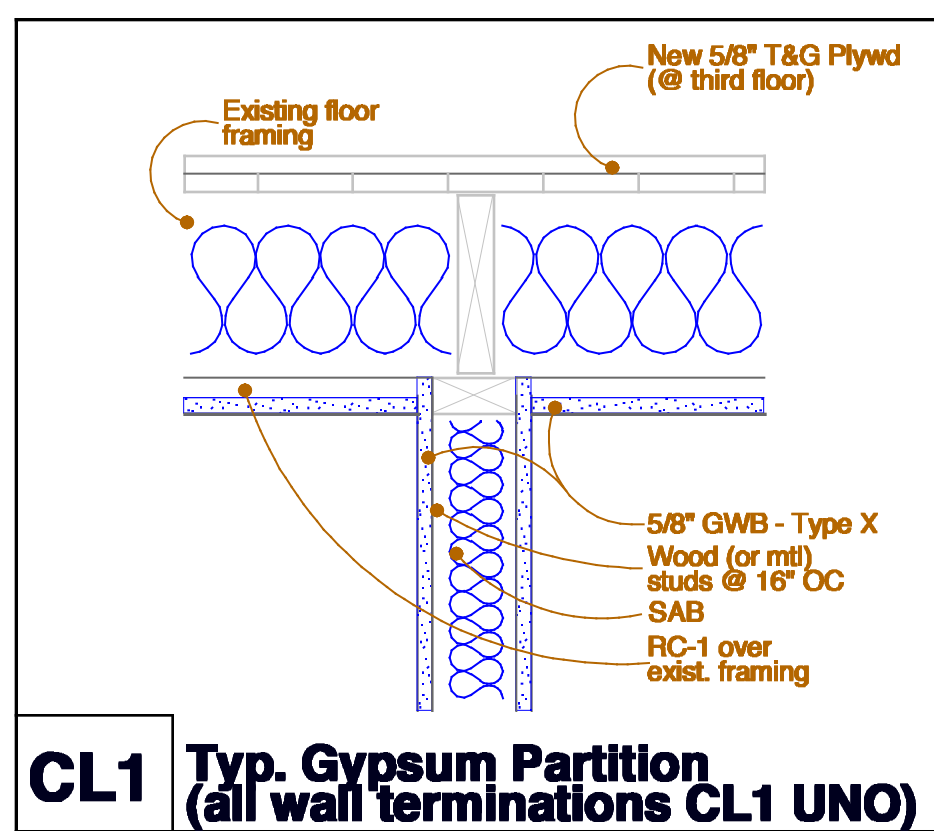 New 5/8" T&G Plywd
(@ third floor)
Existing floor
framing
5/8" GWB - Type X
Wood (or mtl)
studs @ 16" OC
SAB
RC-1 over
exist. framing
CL1
Typ. Gypsum Partition
(all wall terminations CL1 UNO)